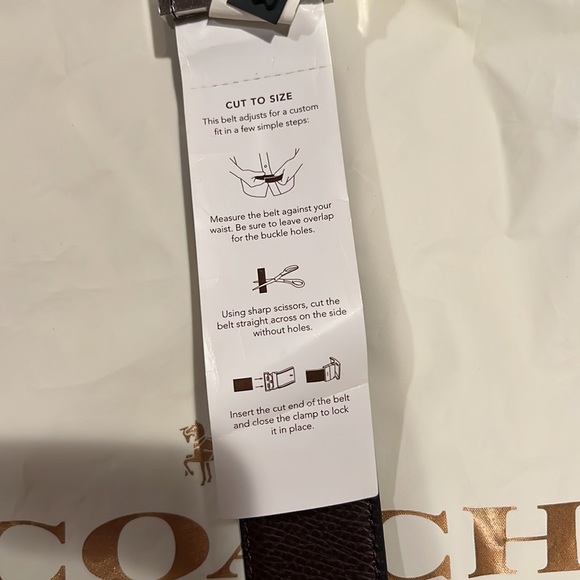 CUT TO SIZE
This belt adjusts for a custom
fit in a few simple steps:
Measure the belt against your
waist. Be sure to leave overlap
for the buckle holes.
Using sharp scissors, cut the
belt straight across on the side
without holes.
Insert the cut end of the belt
and close the clamp to lock
it in place.
COACH